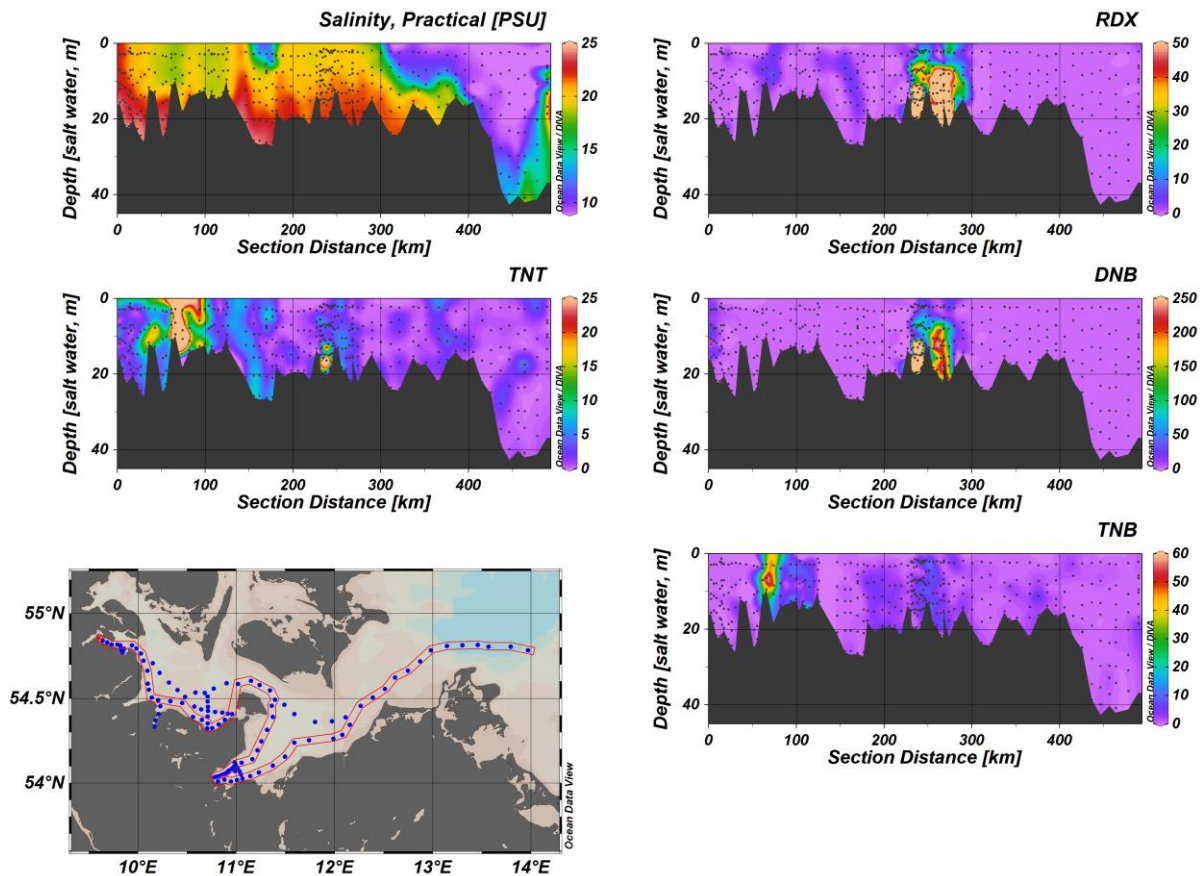 Salinity, Practical [PSU]
0
20
40
Depth [salt water, m]
0
100
200
300
400
Section Distance [km]
25
20
15
10
Ocean Data View / DIVA
RDX
0
20
40
Depth [salt water, m]
0
100
200
300
400
Section Distance [km]
50
40
30
20
10
0
Ocean Data View / DIVA
TNT
0
20
40
Depth [salt water, m]
0
100
200
300
400
Section Distance [km]
25
20
15
10
5
0
Ocean Data View / DIVA
DNB
0
20
40
Depth [salt water, m]
0
100
200
300
400
Section Distance [km]
250
200
150
100
50
0
Ocean Data View / DIVA
55°N
54.5°N
54°N
10°E
11°E
12°E
13°E
14°E
Ocean Data View
TNB
0
20
40
Depth [salt water, m]
0
100
200
300
400
Section Distance [km]
60
50
40
30
20
10
0
Ocean Data View / DIVA